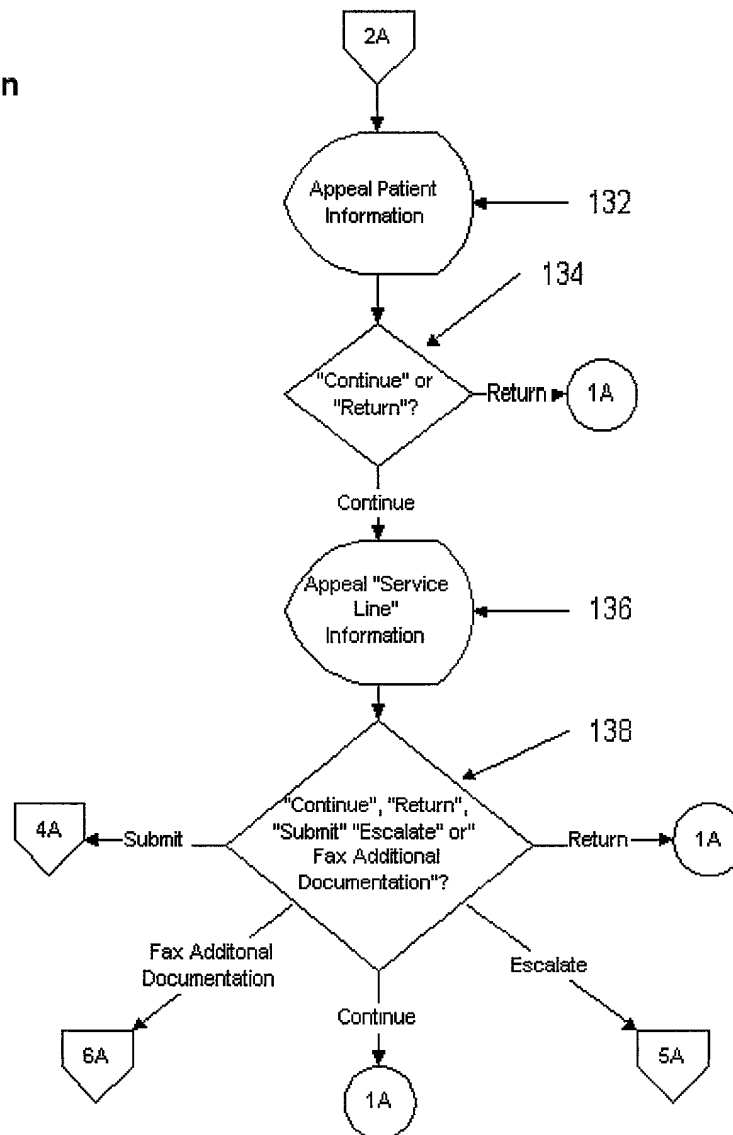 2A
n
Appeal Patient
Information
132
134
"Continue" or
"Return"?
Return
1A
Continue
Appeal "Service
Line"
Information
136
138
"Continue", "Return",
"Submit" "Escalate" or"
Fax Additional
Documentation"?
4A
Submit
Return
1A
Fax Additonal
Documentation
Escalate
Continue
6A
5A
1A